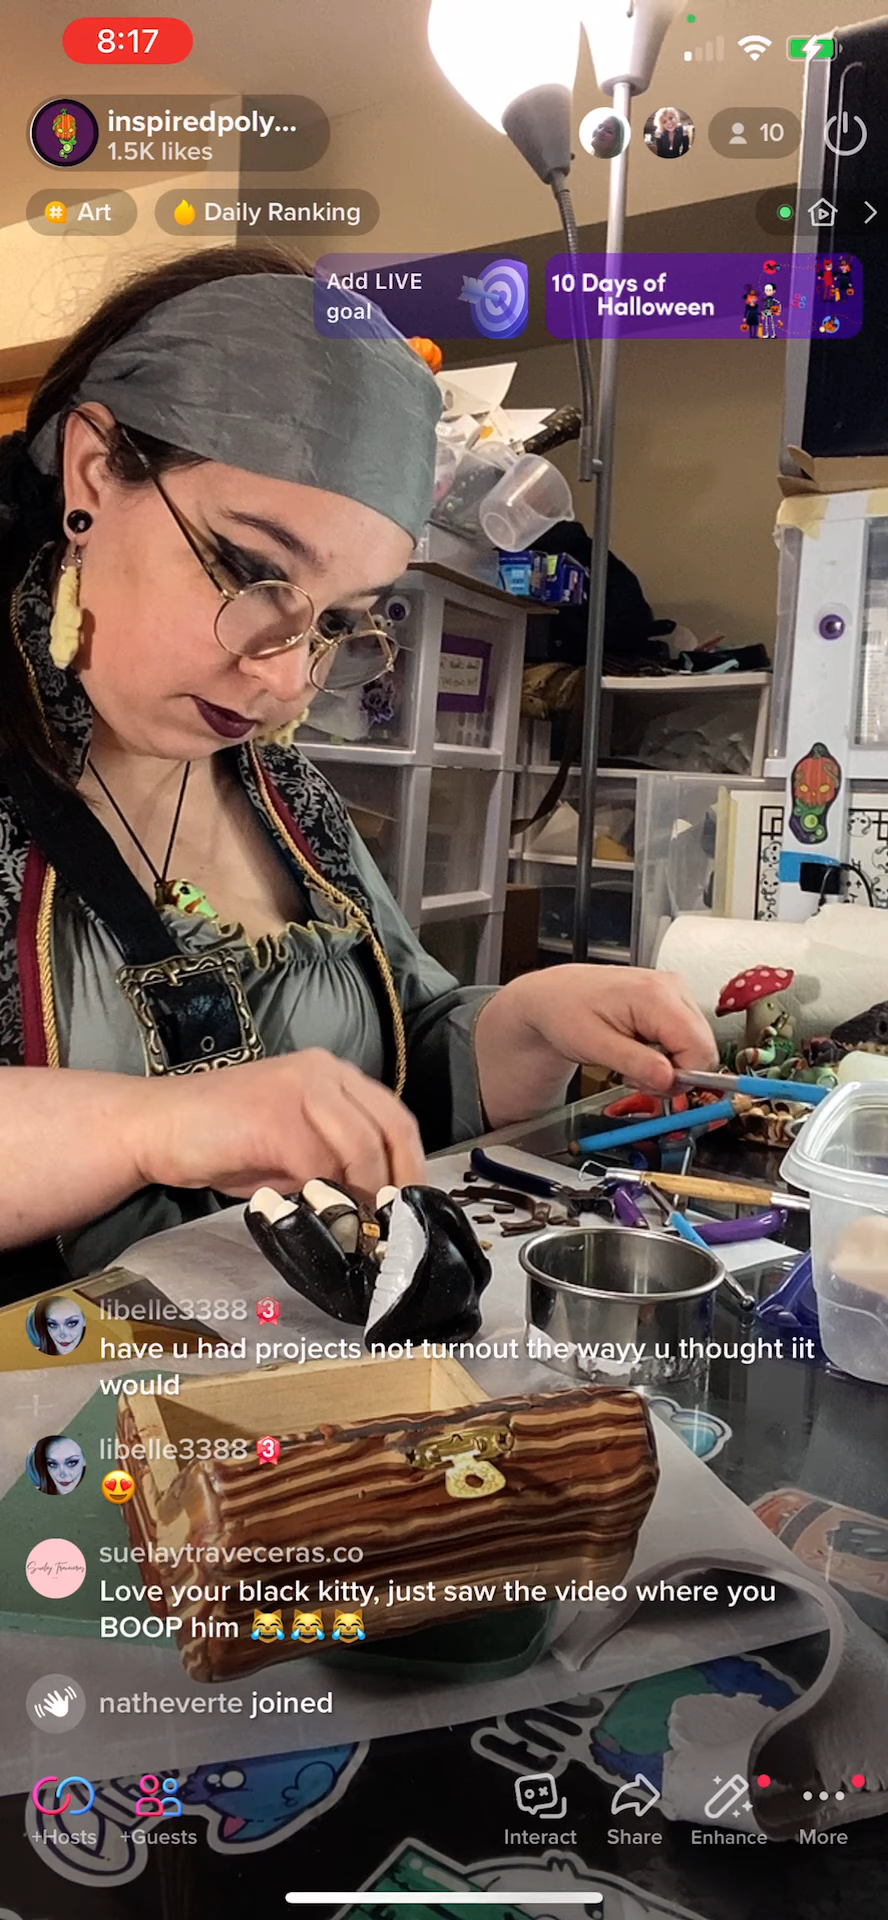 8:17
inspiredpoly...
1.5K likes
10
Art
Daily Ranking
Add LIVE
goal
10 Days of
Halloween
libelle3388 3
have u had projects not turnout the wayy u thought iit
would
libelle3388 3
😍
suelaytraveceras.co
Love your black kitty, just saw the video where you
BOOP him 😹😹😹
natheverte joined
+Hosts
+Guests
Interact
Share
Enhance
More